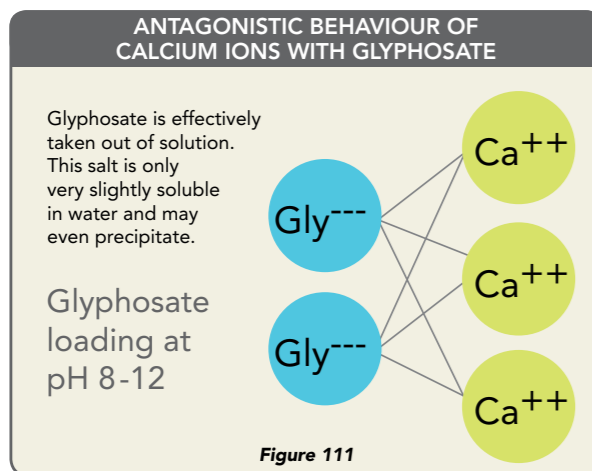 ANTAGONISTIC BEHAVIOUR OF
CALCIUM IONS WITH GLYPHOSATE
Glyphosate is effectively
taken out of solution.
This salt is only
very slightly soluble
in water and may
even precipitate.
Glyphosate
loading at
pH 8-12
Gly---
Gly---
Ca++
Ca++
Ca++
Figure 111